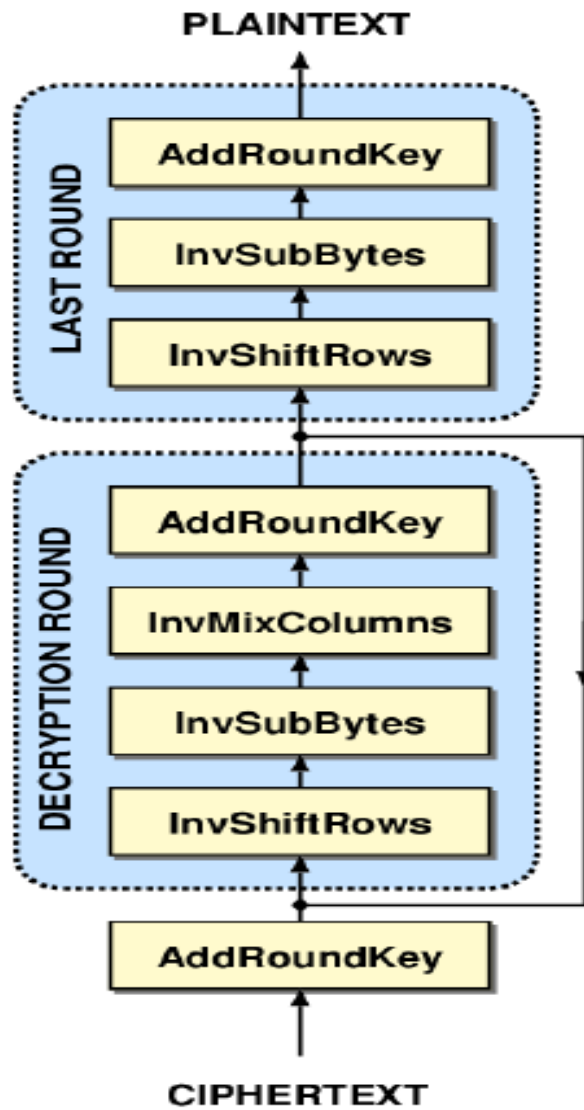 PLAINTEXT
LAST ROUND
AddRoundKey
InvSubBytes
InvShiftRows
DECRYPTION ROUND
AddRoundKey
InvMixColumns
InvSubBytes
InvShiftRows
AddRoundKey
CIPHERTEXT